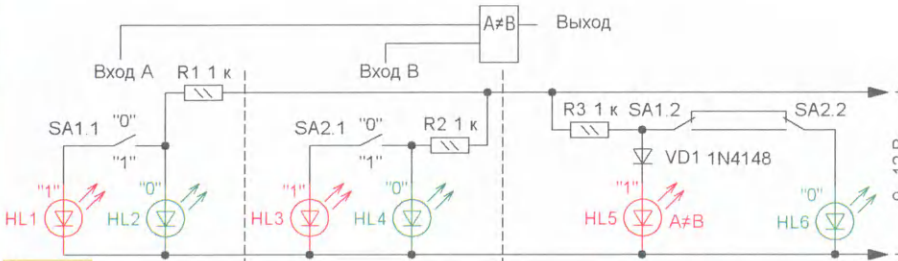 A≠B
Выход
Вход A
Вход B
R1 1 к
SA1.1
"0"
"1"
SA2.1
"0"
"1"
R2 1 к
R3 1 к
SA1.2
SA2.2
VD1 1N4148
"1"
HL1
"0"
HL2
"1"
HL3
"0"
HL4
"1"
HL5
A≠B
"0"
HL6